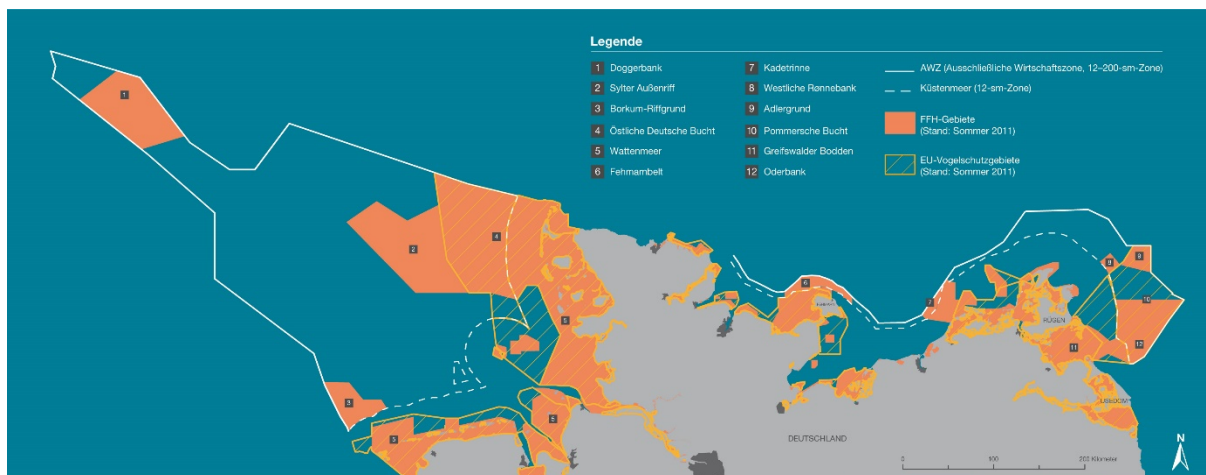 Legende
1 Doggerbank
2 Sylter Außenriff
3 Borkum-Riffgrund
4 Östliche Deutsche Bucht
5 Wattenmeer
6 Fehmarnbelt
7 Kadetrinne
8 Westliche Rønnebank
9 Adlergrund
10 Pommersche Bucht
11 Greifswalder Bodden
12 Oderbank
AWZ (Ausschließliche Wirtschaftszone, 12–200-sm-Zone)
Küstenmeer (12-sm-Zone)
FFH-Gebiete
(Stand: Sommer 2011)
EU-Vogelschutzgebiete
(Stand: Sommer 2011)
1
2
4
5
3
5
5
6
7
8
9
10
RÜGEN
11
12
USEDOM
DEUTSCHLAND
N
0 100 200 Kilometer